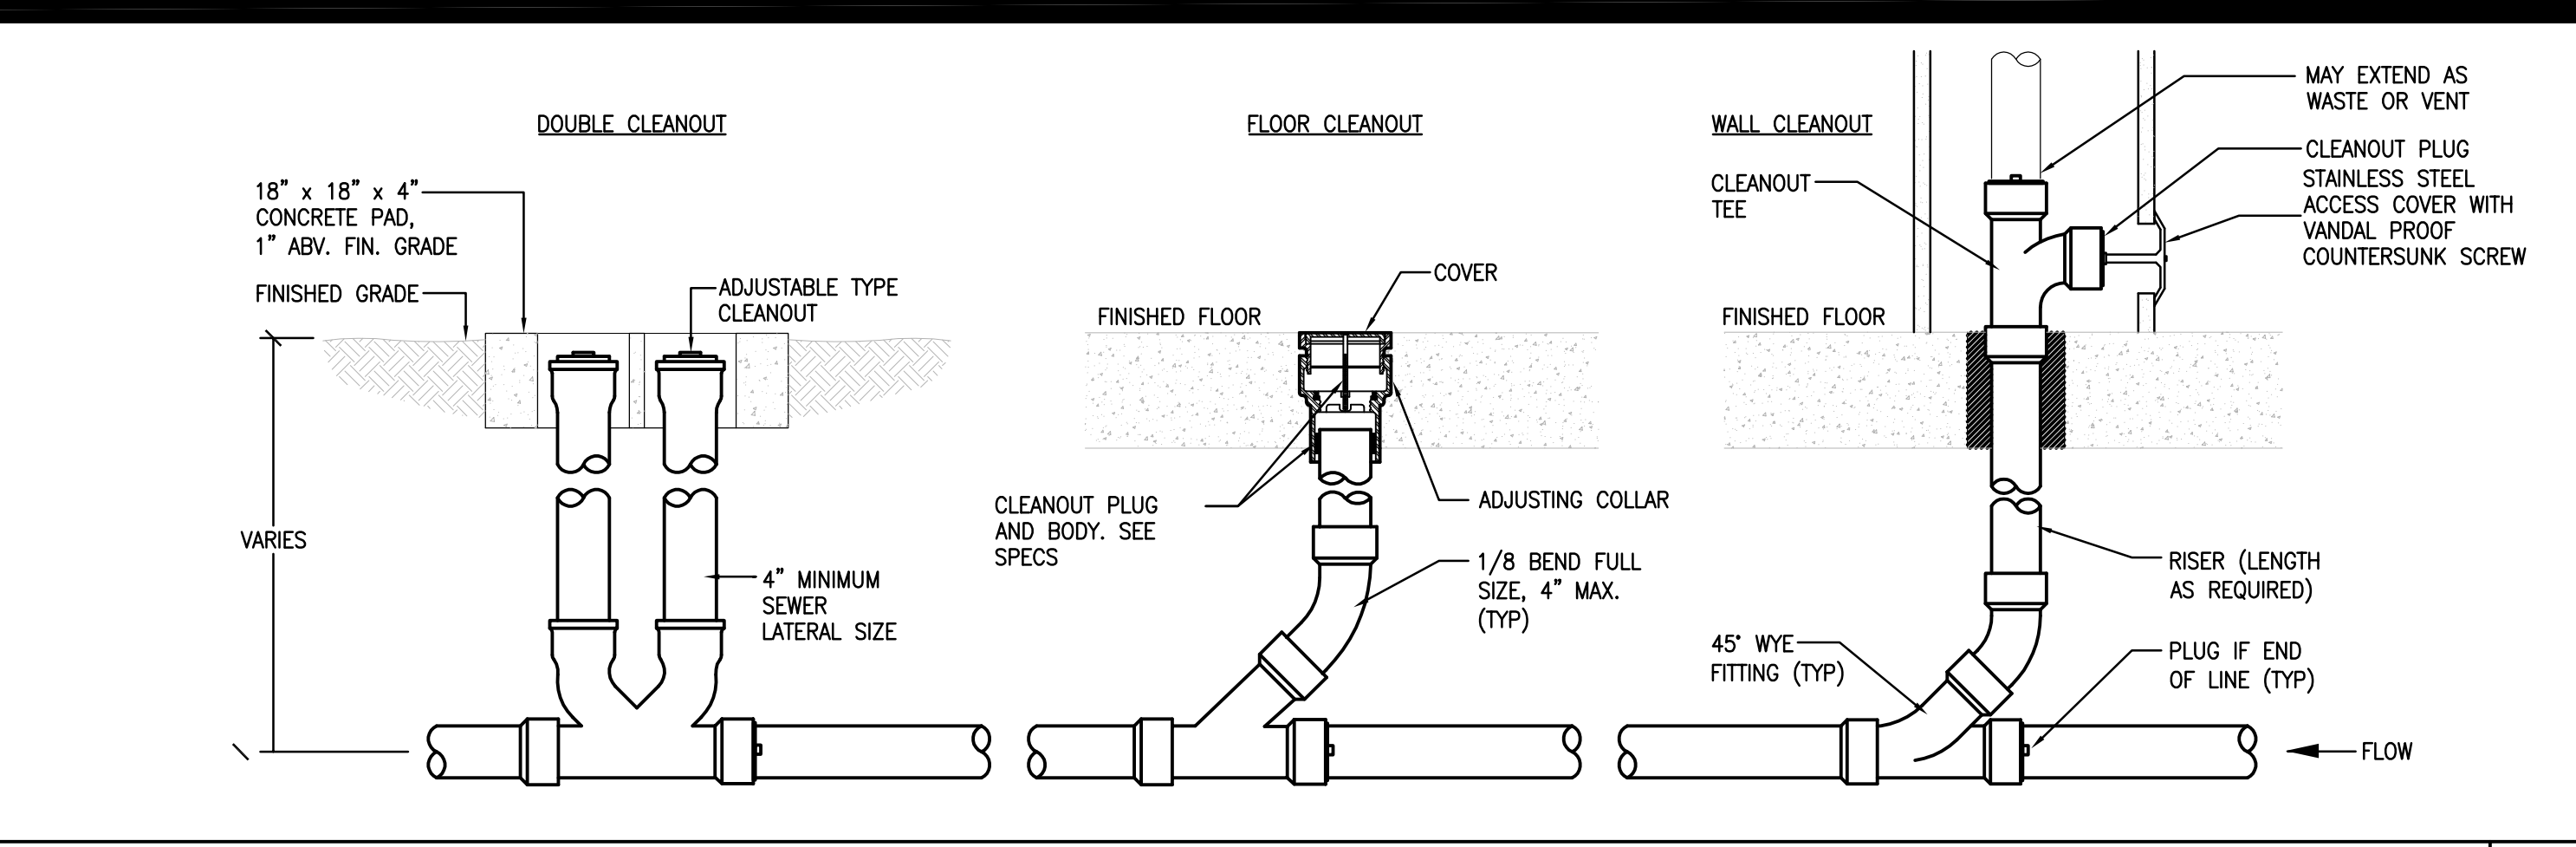 DOUBLE CLEANOUT
18" x 18" x 4"
CONCRETE PAD,
1" ABV. FIN. GRADE
FINISHED GRADE
ADJUSTABLE TYPE
CLEANOUT
VARIES
4" MINIMUM
SEWER
LATERAL SIZE
FLOOR CLEANOUT
COVER
FINISHED FLOOR
CLEANOUT PLUG
AND BODY. SEE
SPECS
ADJUSTING COLLAR
1/8 BEND FULL
SIZE, 4" MAX.
(TYP)
WALL CLEANOUT
CLEANOUT
TEE
MAY EXTEND AS
WASTE OR VENT
CLEANOUT PLUG
STAINLESS STEEL
ACCESS COVER WITH
VANDAL PROOF
COUNTERSUNK SCREW
FINISHED FLOOR
RISER (LENGTH
AS REQUIRED)
45° WYE
FITTING (TYP)
PLUG IF END
OF LINE (TYP)
FLOW